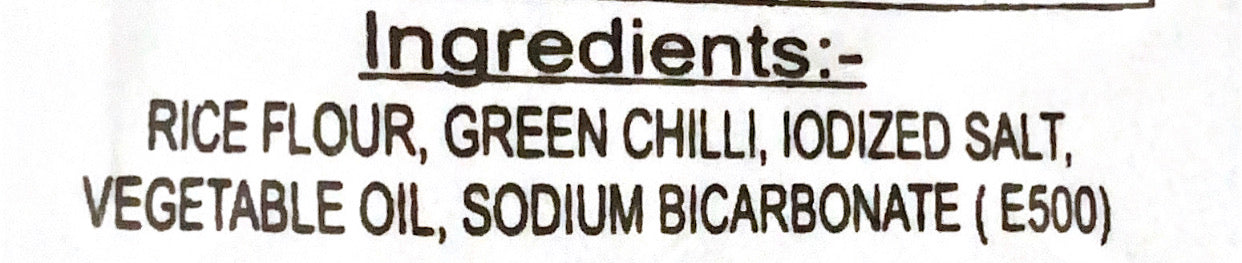 Ingredients:-
RICE FLOUR, GREEN CHILLI, IODIZED SALT,
VEGETABLE OIL, SODIUM BICARBONATE ( E500)